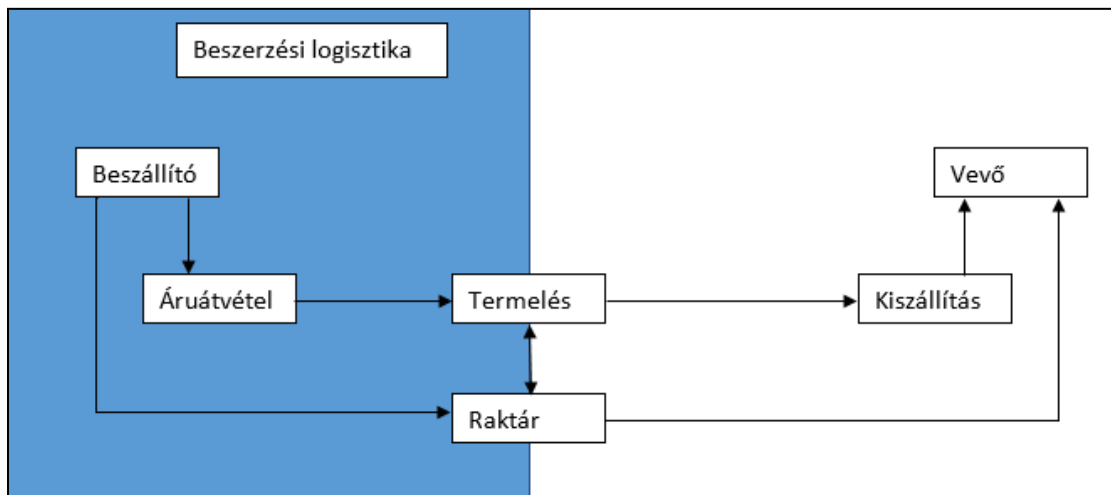 Beszerzési logisztika
Beszállító
Vevő
Áruátvétel
Termelés
Kiszállítás
Raktár